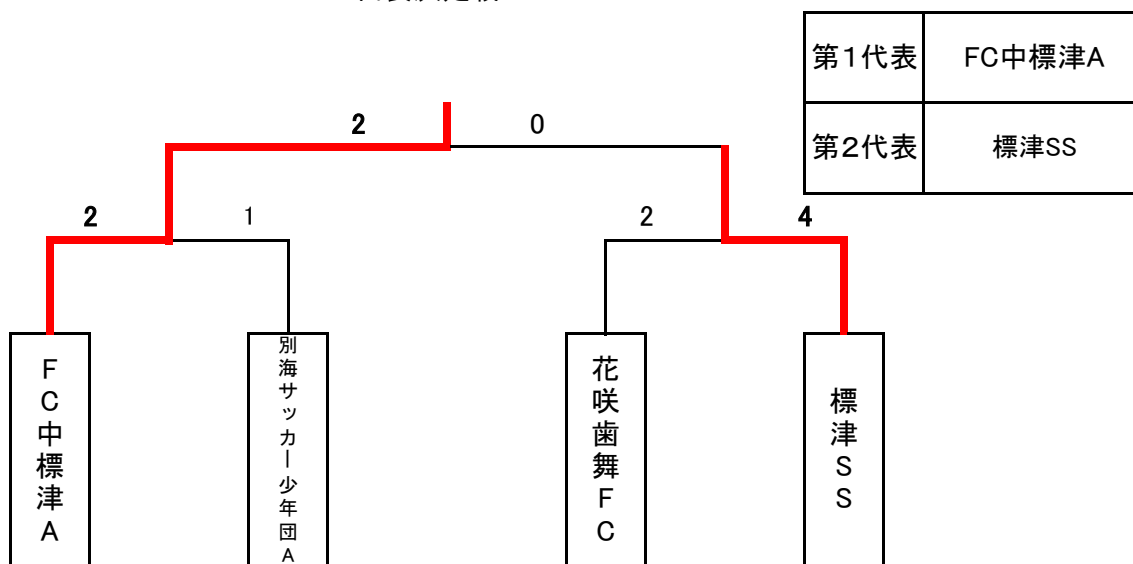 第1代表 FC中標津A
第2代表 標津SS
2 0
2 1 2 4
FC中標津A
別海サッカー少年団A
花咲歯舞FC
標津SS